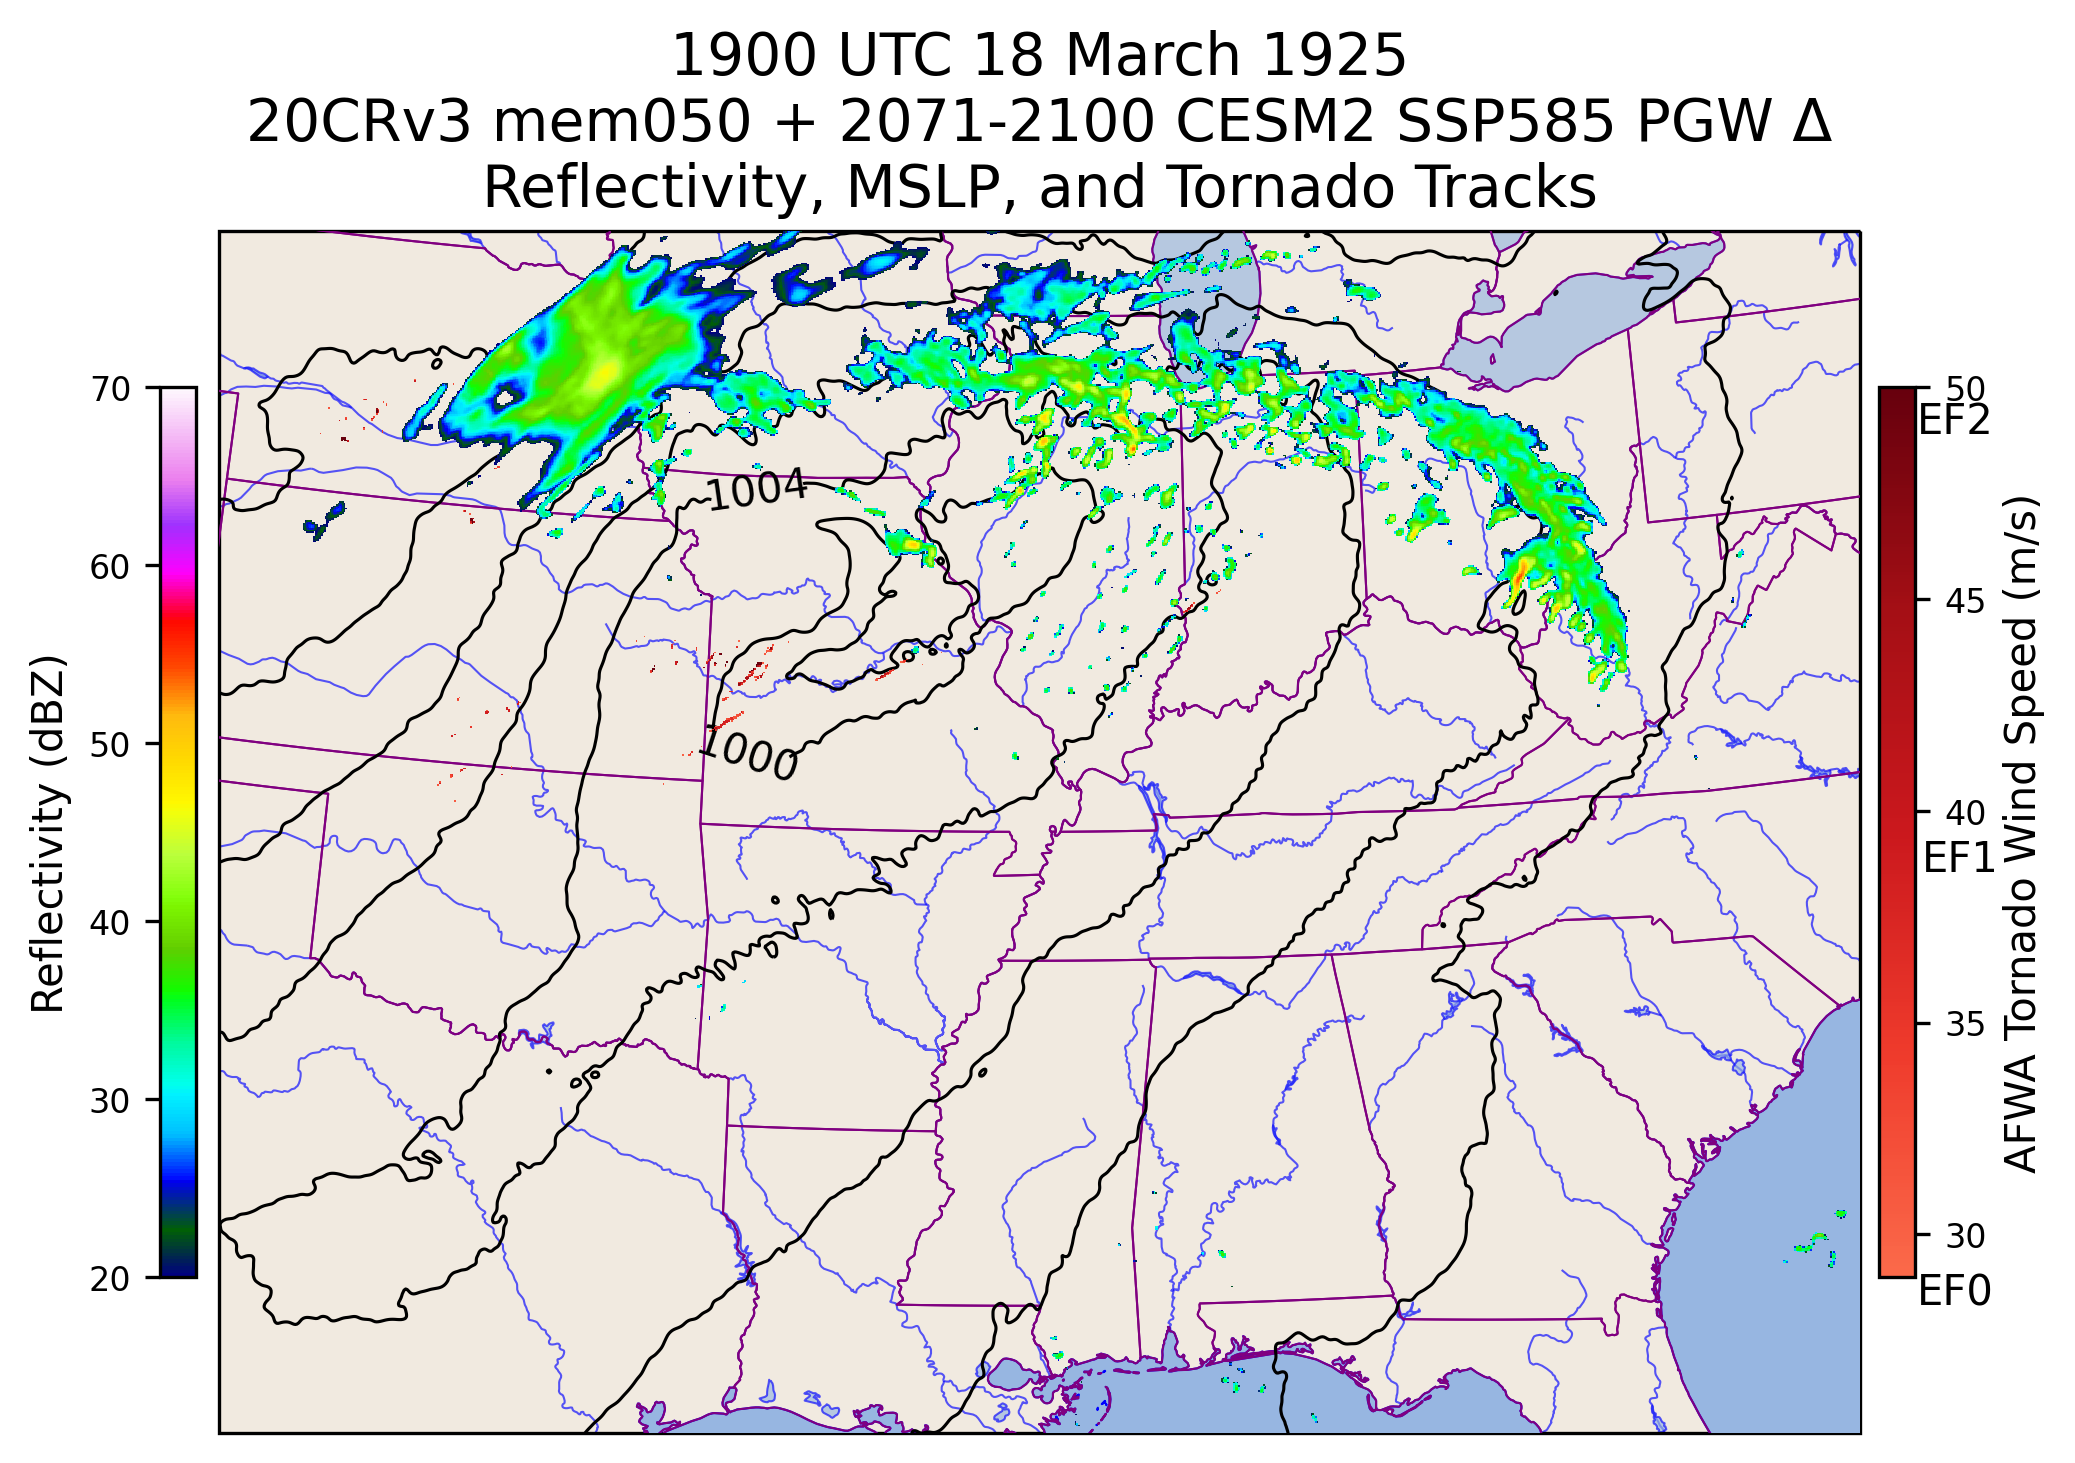 1900 UTC 18 March 1925
20CRv3 mem050 + 2071-2100 CESM2 SSP585 PGW Δ
Reflectivity, MSLP, and Tornado Tracks
70
60
50
40
30
20
Reflectivity (dBZ)
1004
1000
50
EF2
45
40
EF1
35
30
EF0
AFWA Tornado Wind Speed (m/s)